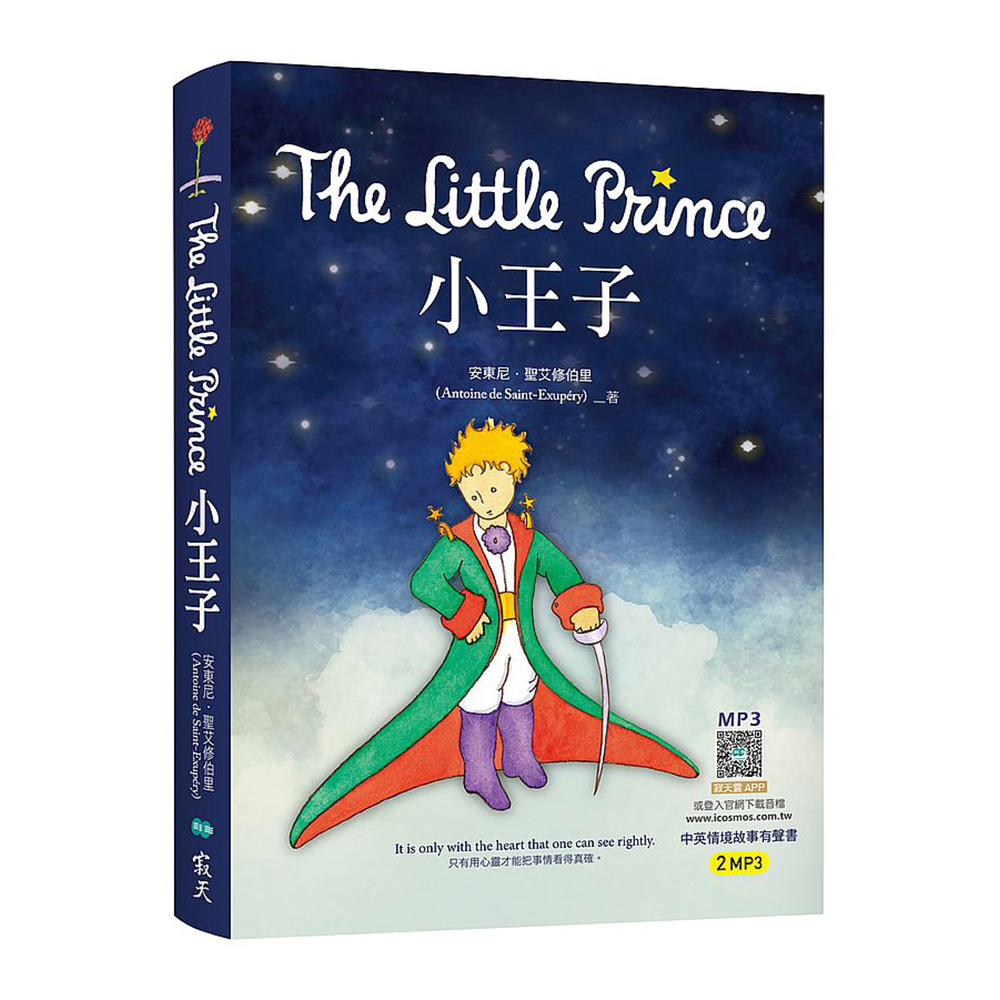 The Little Prince
小王子
安東尼．聖艾修伯里
(Antoine de Saint-Exupéry) __著
MP3
寂天雲 APP
或登入官網下載音檔
www.icosmos.com.tw
中英情境故事有聲書
2 MP3
It is only with the heart that one can see rightly.
只有用心靈才能把事情看得真確。
The Little Prince
小王子
安東尼．聖艾修伯里
(Antoine de Saint-Exupéry)
寂天